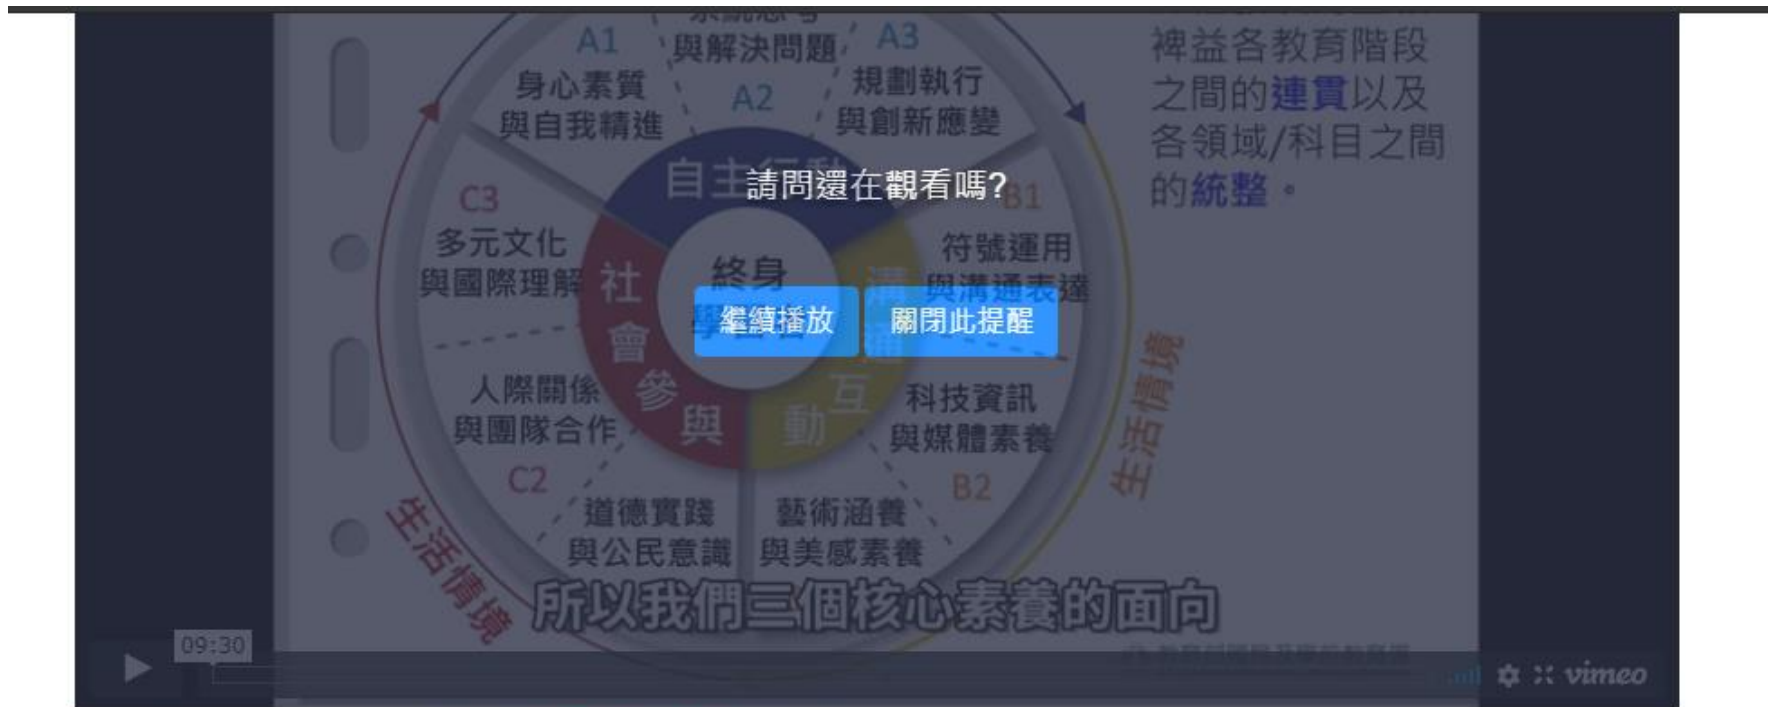 A1
與解決問題
A3
身心素質
與自我精進
A2
規劃執行
與創新應變
裨益各教育階段
之間的連貫以及
各領域/科目之間
的統整。
自主行動
請問還在觀看嗎?
C3
B1
多元文化
與國際理解
社會參與
終身
符號運用
與溝通表達
繼續播放
關閉此提醒
互動
人際關係
與團隊合作
科技資訊
與媒體素養
C2
B2
道德實踐
與公民意識
藝術涵養
與美感素養
生活情境
生活情境
所以我們三個核心素養的面向
09:30
vimeo